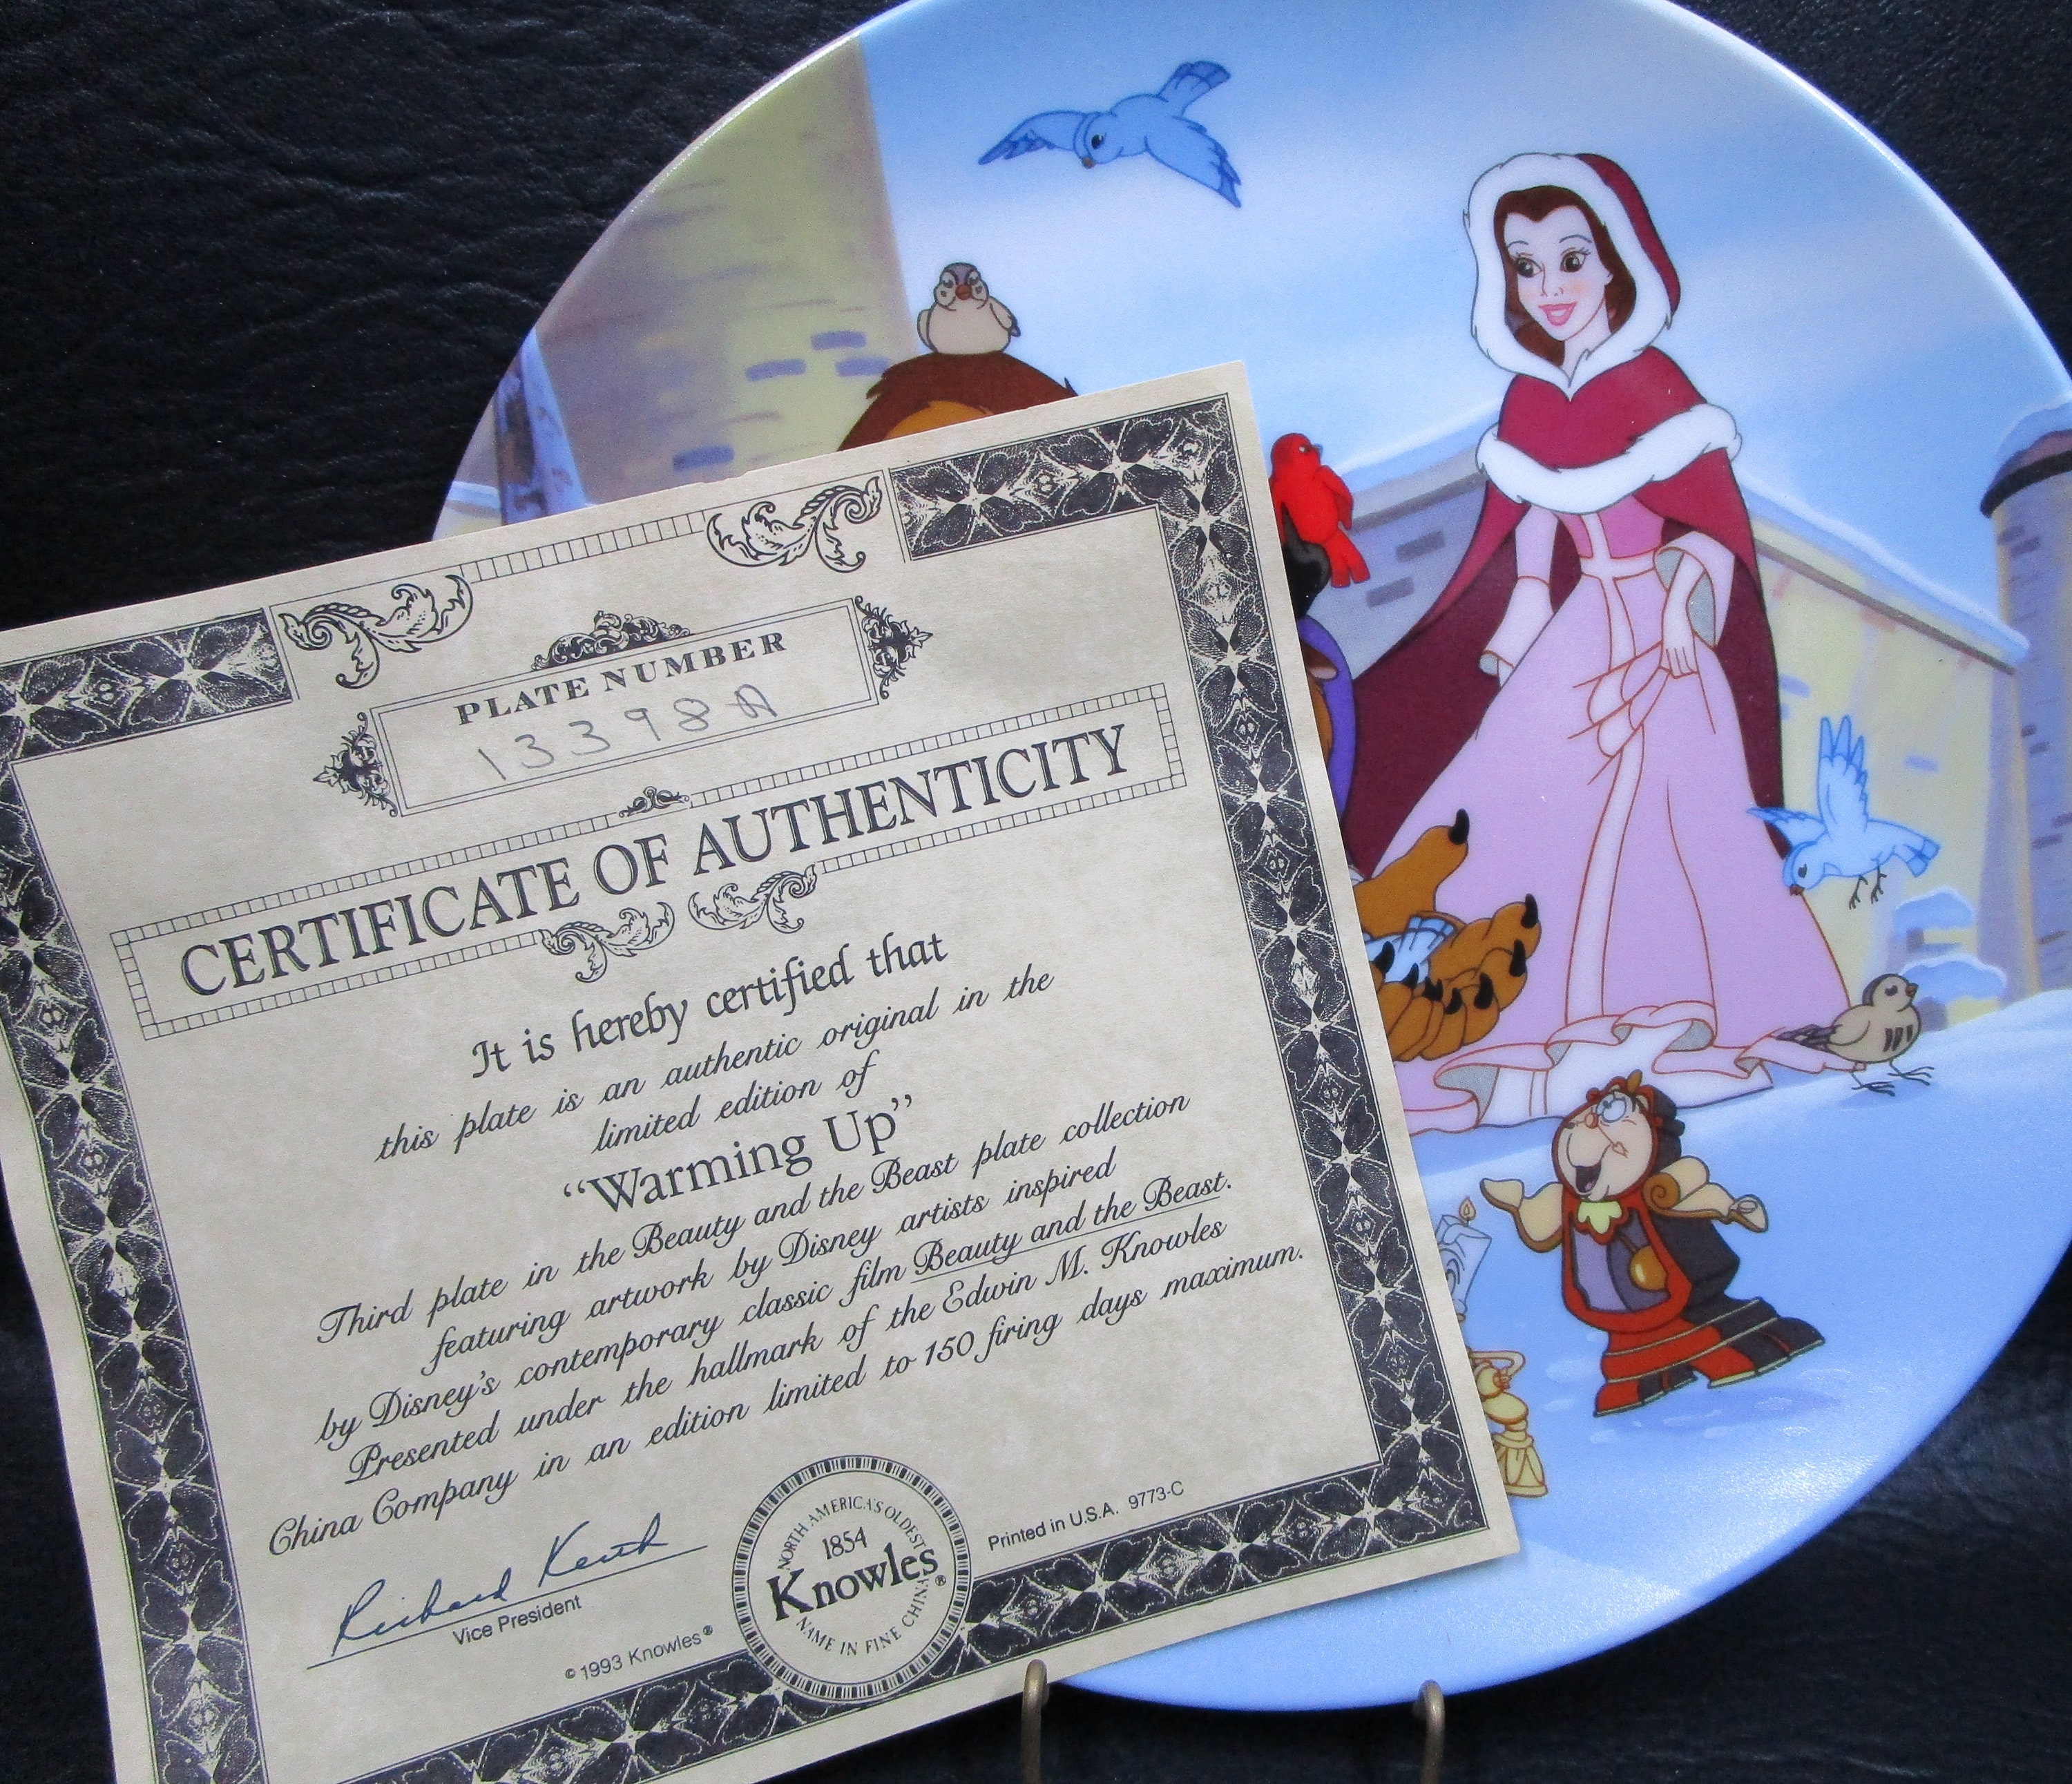 PLATE NUMBER
13398A
CERTIFICATE OF AUTHENTICITY
It is hereby certified that
this plate is an authentic original in the
limited edition of
“Warming Up”
Third plate in the Beauty and the Beast plate collection
featuring artwork by Disney artists inspired
by Disney's contemporary classic film Beauty and the Beast.
Presented under the hallmark of the Edwin M. Knowles
China Company in an edition limited to 150 firing days maximum.
Richard
Vice President
© 1993 Knowles®
NORTH AMERICA'S OLDEST
1854
Knowles®
NAME IN FINE CHINA
Printed in U.S.A. 9773-C